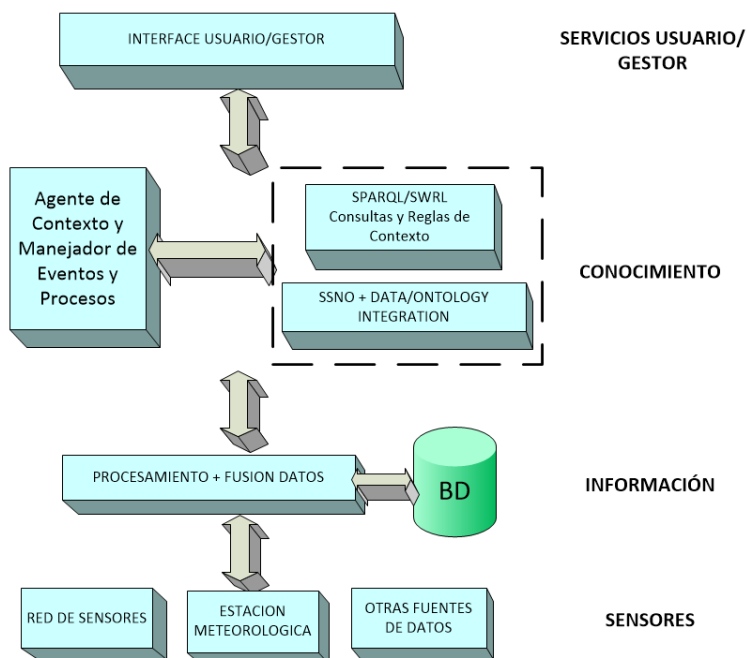 INTERFACE USUARIO/GESTOR
SERVICIOS USUARIO/
GESTOR
Agente de
Contexto y
Manejador de
Eventos y
Procesos
SPARQL/SWRL
Consultas y Reglas de
Contexto
SSNO + DATA/ONTOLOGY
INTEGRATION
CONOCIMIENTO
PROCESAMIENTO + FUSION DATOS
BD
INFORMACIÓN
RED DE SENSORES
ESTACION
METEOROLOGICA
OTRAS FUENTES
DE DATOS
SENSORES